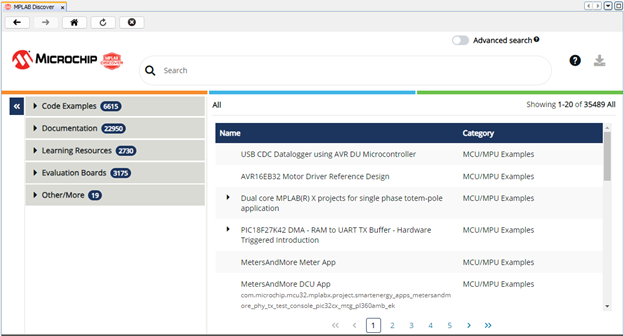 MPLAB Discover
Advanced search
MICROCHIP
MPLAB
DISCOVER
Search
Code Examples 6615
Documentation 22950
Learning Resources 2730
Evaluation Boards 3175
Other/More 19
All
Showing 1-20 of 35489 All
Name Category
USB CDC Datalogger using AVR DU Microcontroller MCU/MPU Examples
AVR16EB32 Motor Driver Reference Design MCU/MPU Examples
Dual core MPLAB(R) X projects for single phase totem-pole MCU/MPU Examples
application
PIC18F27K42 DMA - RAM to UART TX Buffer - Hardware MCU/MPU Examples
Triggered Introduction
MetersAndMore Meter App MCU/MPU Examples
MetersAndMore DCU App MCU/MPU Examples
com.microchip.mcu32.mplabx.project.smartenergy_apps_metersandm
ore_phy_tx_test_console_pic32cx_mtg_pl360amb_ek
1 2 3 4 5